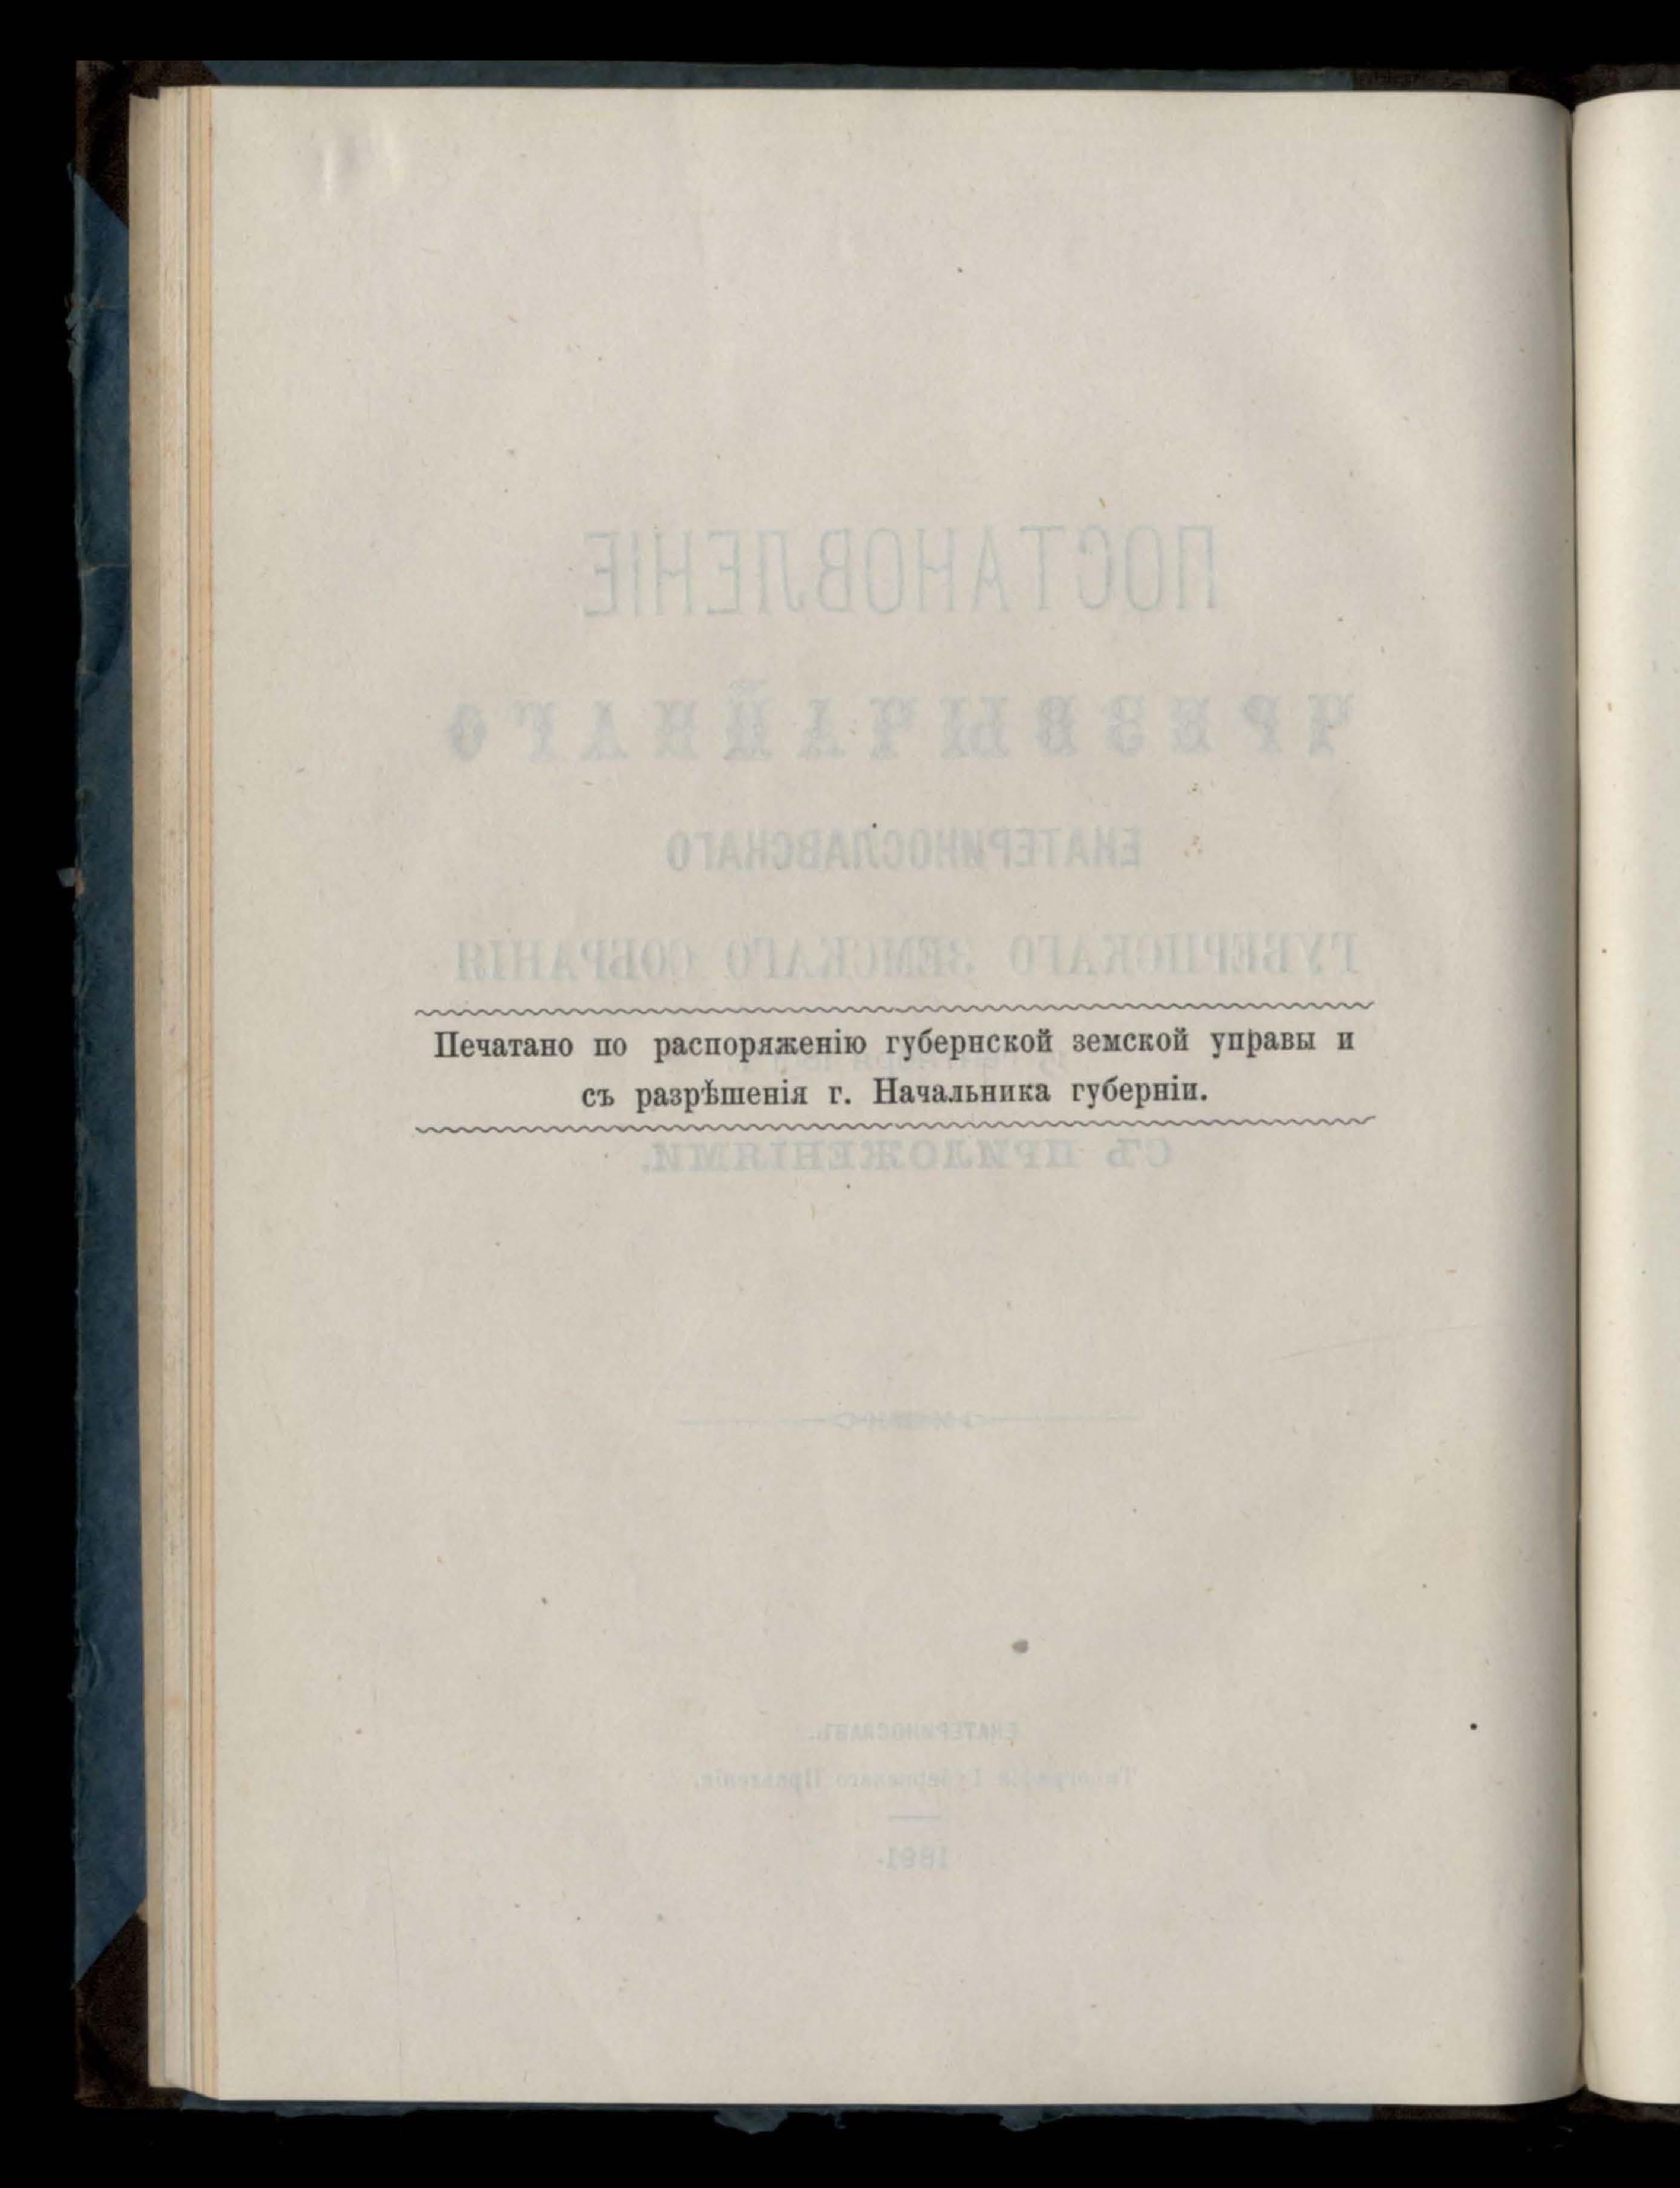 Печатано по распоряженію губернской земской управы и
съ разрѣшенія г. Начальника губерніи.